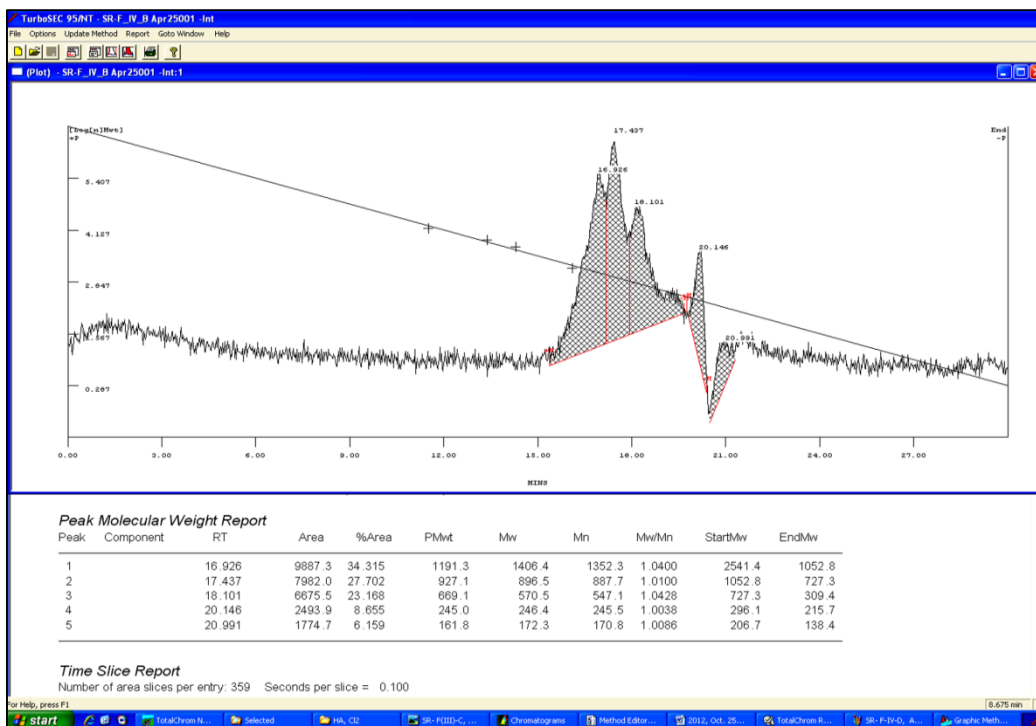 TurboSEC 95/NT - SR-F_IV_B Apr25001 -Int
File Options Update Method Report Goto Window Help
(Plot) - SR-F_IV_B Apr25001 -Int:1
17.437
[Deg[n]Mwt] End
+P -P
16.926
5.407
18.101
4.127
20.146
2.847
1.567
20.991
0.287
0.00 3.00 6.00 9.00 12.00 15.00 18.00 21.00 24.00 27.00
MINS
Peak Molecular Weight Report
Peak Component RT Area %Area PMwt Mw Mn Mw/Mn StartMw EndMw
1 16.926 9887.3 34.315 1191.3 1406.4 1352.3 1.0400 2541.4 1052.8
2 17.437 7982.0 27.702 927.1 896.5 887.7 1.0100 1052.8 727.3
3 18.101 6675.5 23.168 669.1 570.5 547.1 1.0428 727.3 309.4
4 20.146 2493.9 8.655 245.0 246.4 245.5 1.0038 296.1 215.7
5 20.991 1774.7 6.159 161.8 172.3 170.8 1.0086 206.7 138.4
Time Slice Report
Number of area slices per entry: 359 Seconds per slice = 0.100
For Help, press F1 8.675 min
start TotalChrom N... Selected HA, Cl2 SR- F(III)-C, ... Chromatograms Method Editor... 2012, Oct. 25... TotalChrom R... SR-F-IV-D, A... Graphic Meth...